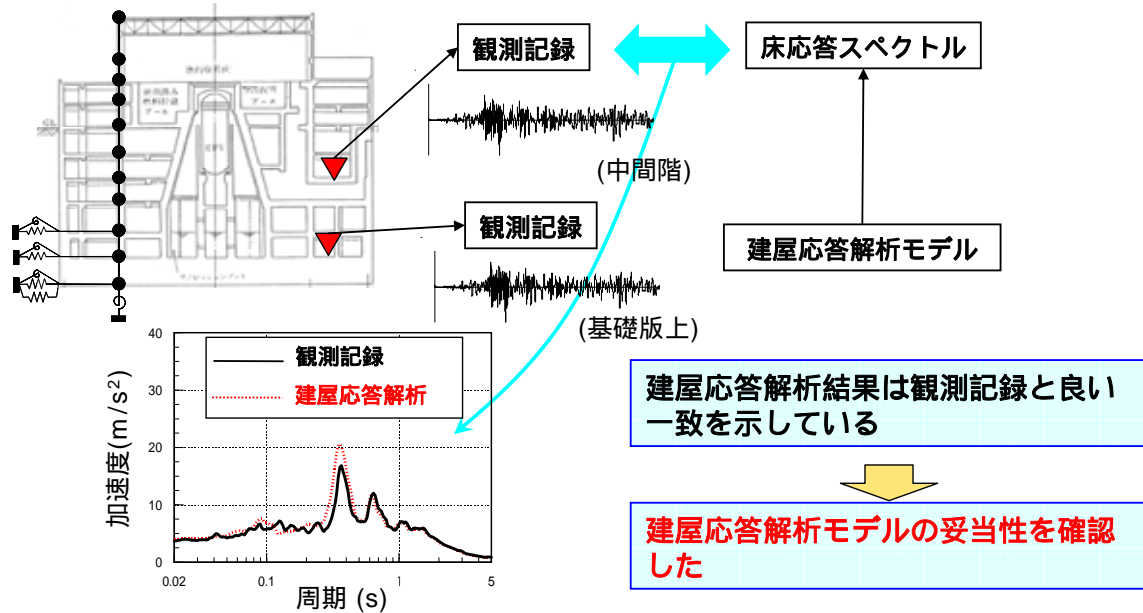 観測記録
床応答スペクトル
(中間階)
観測記録
建屋応答解析モデル
(基礎版上)
40
30
20
10
0
0.02
0.1
1
5
加速度(m/s²)
周期 (s)
観測記録
建屋応答解析
建屋応答解析結果は観測記録と良い
一致を示している
建屋応答解析モデルの妥当性を確認
した